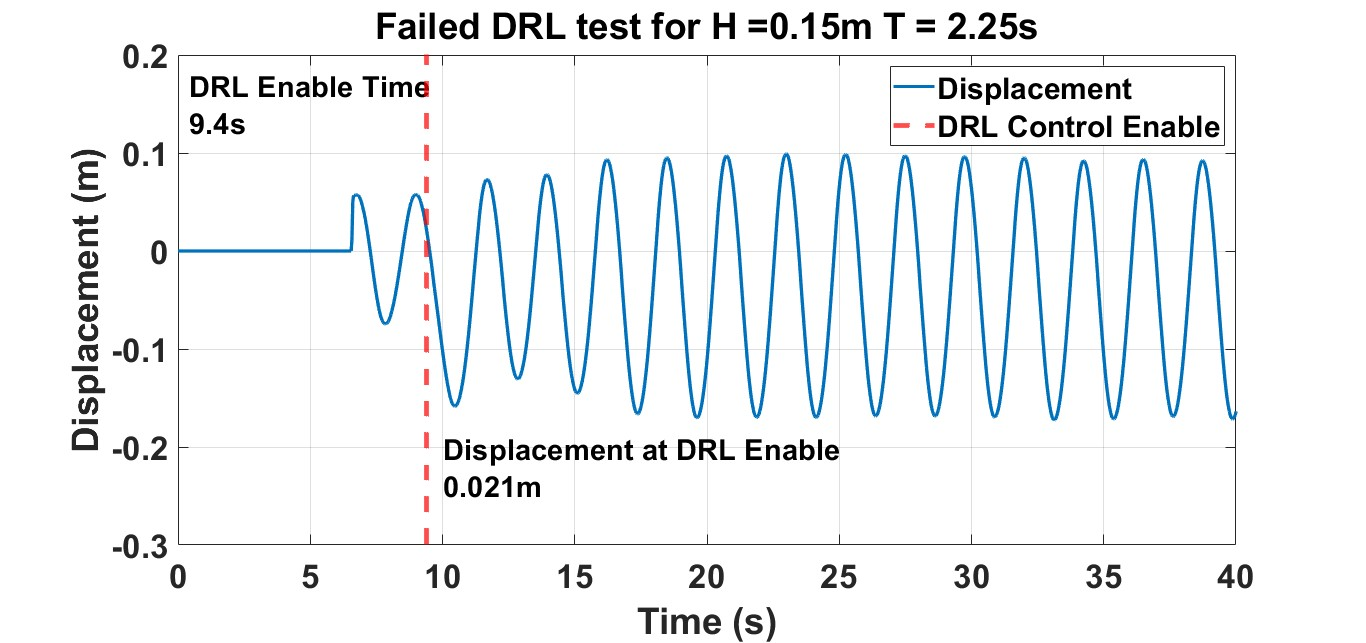 Failed DRL test for H =0.15m T = 2.25s
DRL Enable Time
9.4s
Displacement
DRL Control Enable
Displacement at DRL Enable
0.021m
0.2
0.1
0
-0.1
-0.2
-0.3
Displacement (m)
0 5 10 15 20 25 30 35 40
Time (s)